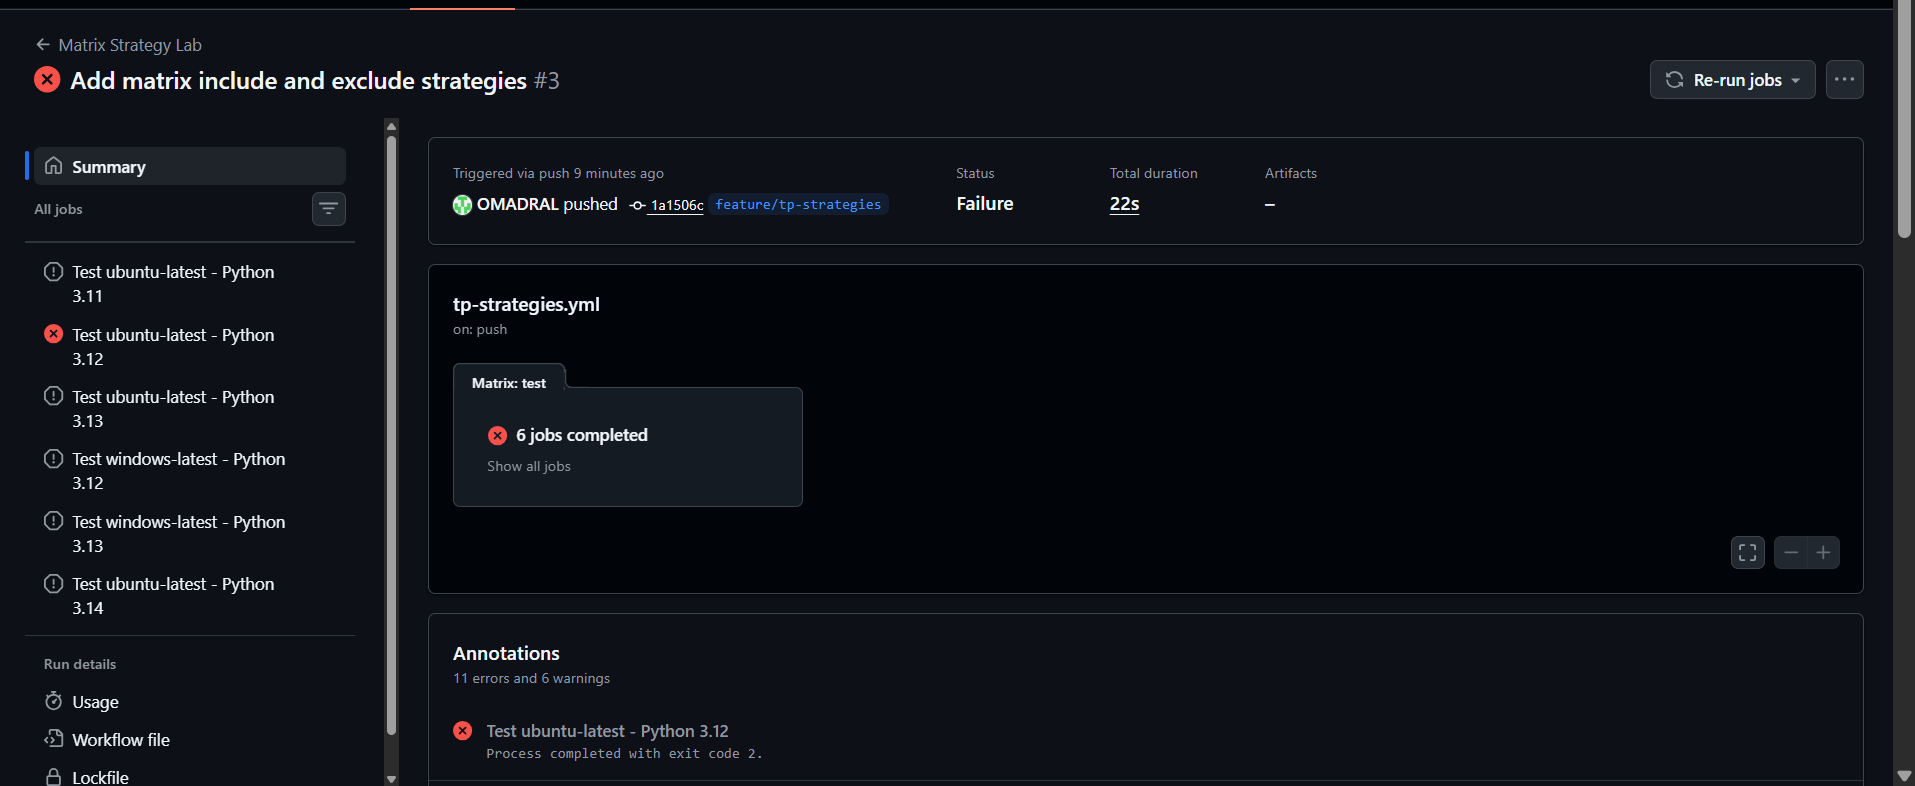 Matrix Strategy Lab
Add matrix include and exclude strategies #3
Re-run jobs
Summary
All jobs
Test ubuntu-latest - Python
3.11
Test ubuntu-latest - Python
3.12
Test ubuntu-latest - Python
3.13
Test windows-latest - Python
3.12
Test windows-latest - Python
3.13
Test ubuntu-latest - Python
3.14
Run details
Usage
Workflow file
Lockfile
Triggered via push 9 minutes ago
OMADRAL pushed 1a1506c feature/tp-strategies
Status
Failure
Total duration
22s
Artifacts
–
tp-strategies.yml
on: push
Matrix: test
6 jobs completed
Show all jobs
Annotations
11 errors and 6 warnings
Test ubuntu-latest - Python 3.12
Process completed with exit code 2.